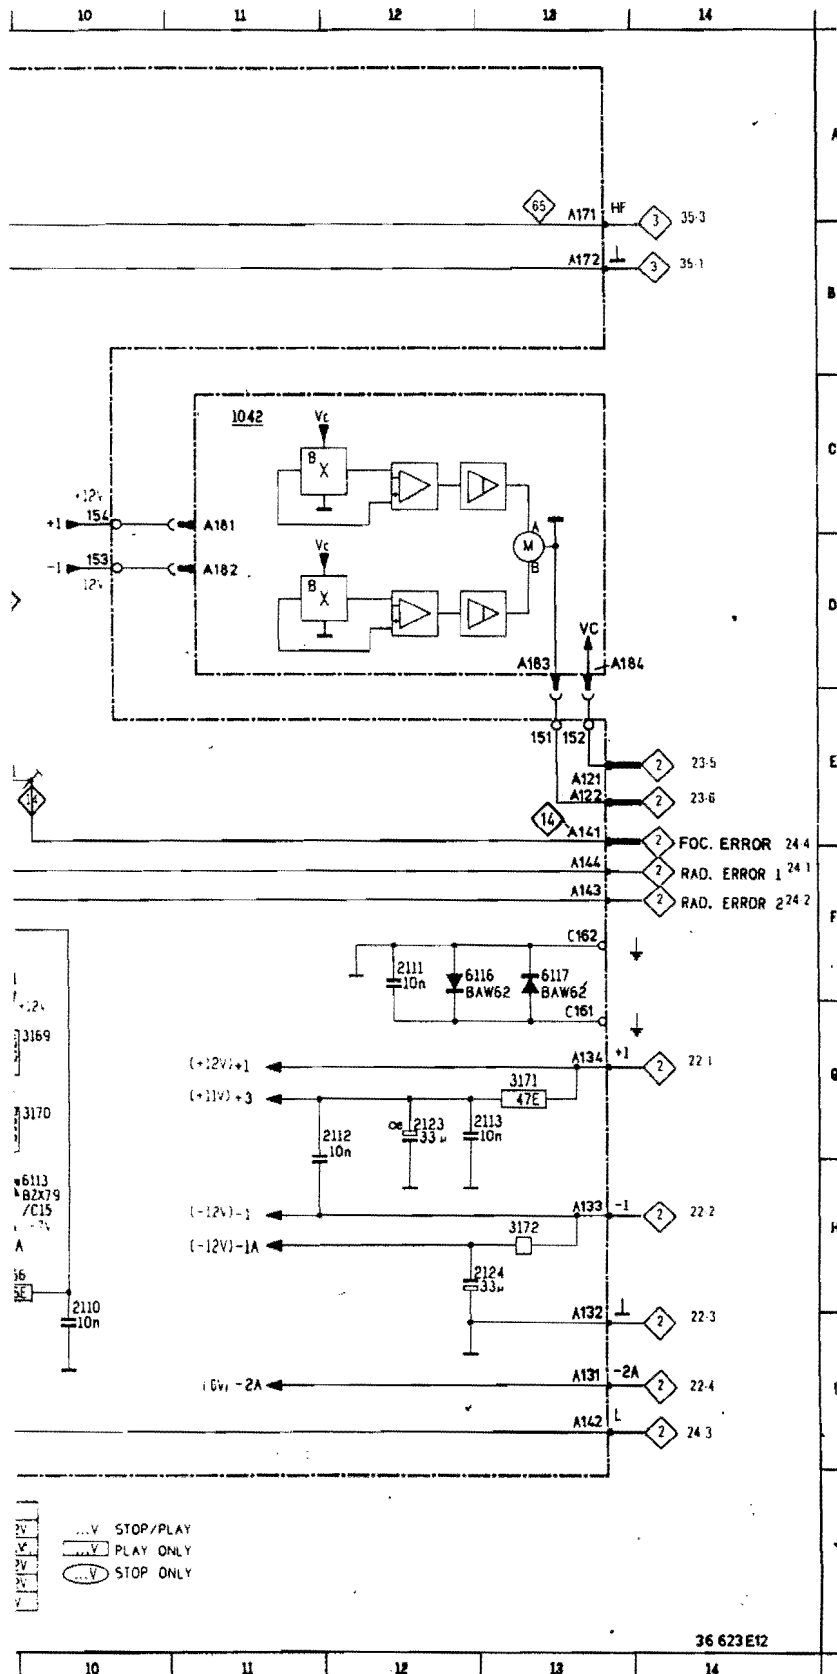 10 11 12 13 14
A
65 A171 HF 3 35-3
A172 3 35-1
B
1042
Vc
C
B X
+12V
154
+1 A181
A
M
153
-1 A182
12V
Vc
B
D
B X
VC
A183 A184
151 152
E
2 23-5
A121
A122 2 23-6
14
14 A141 2 FOC. ERROR 24-4
A144 2 RAD. ERROR 1 24-1
A143 2 RAD. ERROR 2 24-2
F
C162
2111
10n
6116
BAW62
6117
BAW62
+12V
C161
3169
(+12V)+1 A134 +1 2 22-1
G
3171
(+11V)+3 47E
3170
2112
10n
2123
33µ
2113
10n
6113
BZX79
/C15
-7V
A
(-12V)-1 A133 -1 2 22-2
H
3172
(-12V)-1A
2124
33µ
2110
10n
A132 2 22-3
-2A A131 -2A 2 22-4
A142 L 2 24-3
...V STOP/PLAY
...V PLAY ONLY
...V STOP ONLY
36 623 E12
10 11 12 13 14